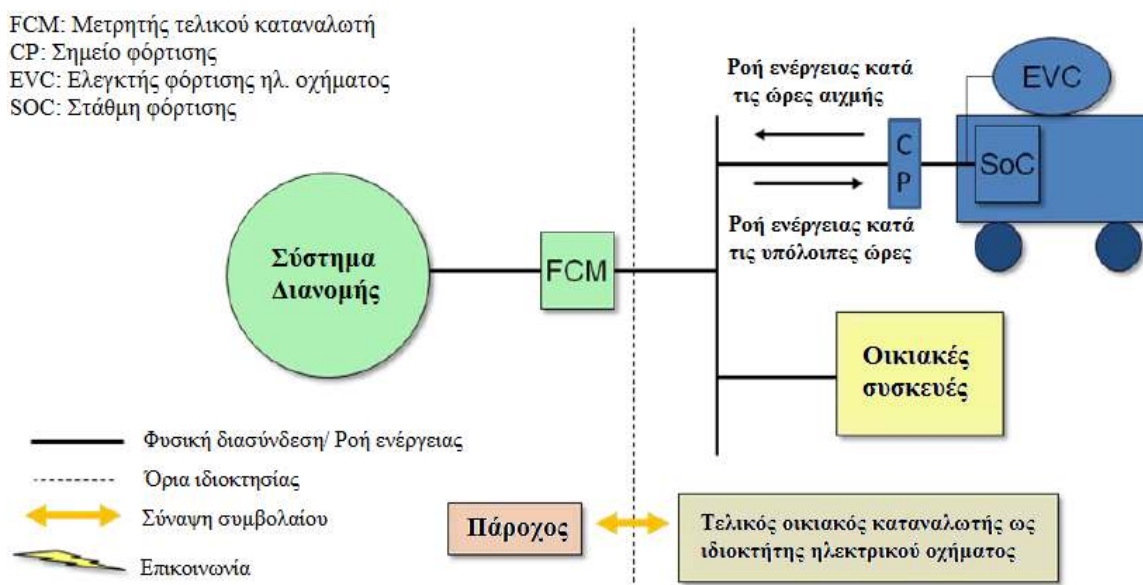 FCM: Μετρητής τελικού καταναλωτή
CP: Σημείο φόρτισης
EVC: Ελεγκτής φόρτισης ηλ. οχήματος
SOC: Στάθμη φόρτισης
Ροή ενέργειας κατά
τις ώρες αιχμής
EVC
C
P
SoC
Ροή ενέργειας κατά
τις υπόλοιπες ώρες
Σύστημα
Διανομής
FCM
Οικιακές
συσκευές
Φυσική διασύνδεση/ Ροή ενέργειας
Όρια ιδιοκτησίας
Σύναψη συμβολαίου
Επικοινωνία
Πάροχος
Τελικός οικιακός καταναλωτής ως
ιδιοκτήτης ηλεκτρικού οχήματος